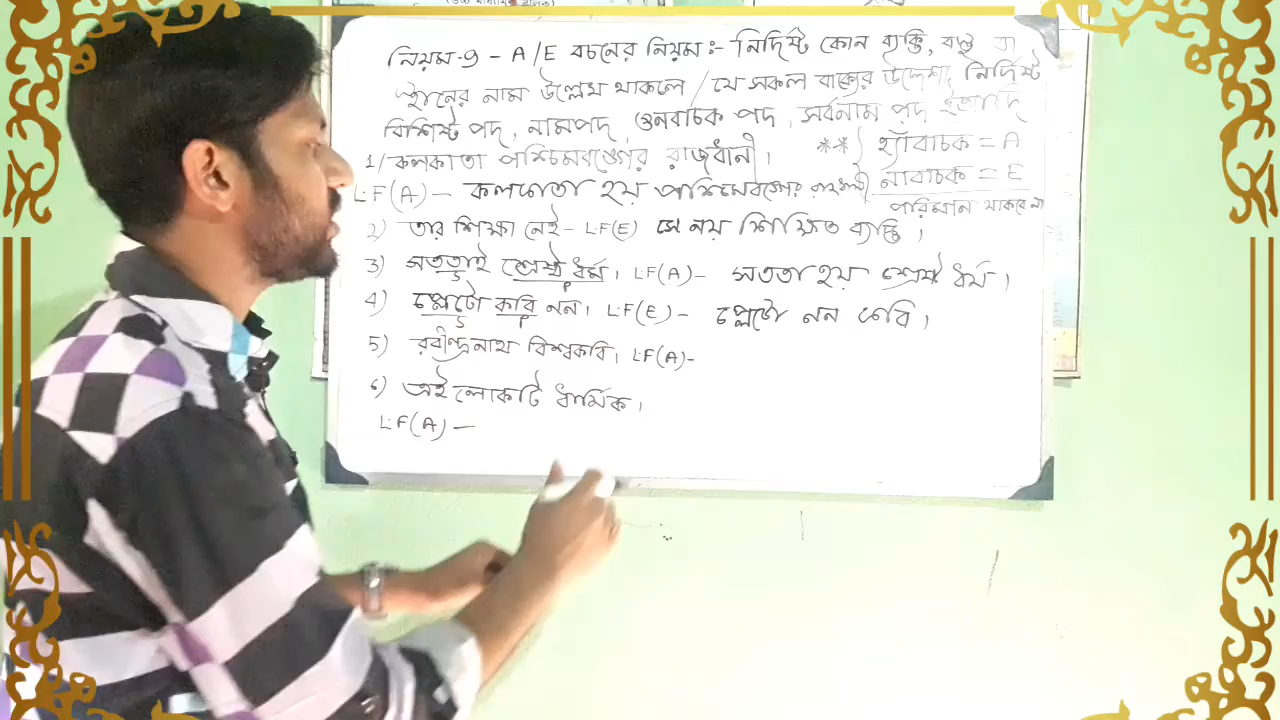 নিয়ম-9 - A/E বচনের নিয়ম:- নির্দিষ্ট কোন ব্যক্তি, বস্তু বা
স্থানের নাম উল্লেখ থাকলে / যে সকল বাক্যের উদ্দেশ্য নির্দিষ্ট
বিশিষ্ট পদ, নামপদ, গুনবাচক পদ, সর্বনাম পদ ইত্যাদি
1/ কলকাতা পশ্চিমবঙ্গের রাজধানী। ** হ্যাঁবাচক = A
L.F(A) - কলকাতা হয় পশ্চিমবঙ্গের রাজধানী। নাবাচক = E
পরিমান থাকবে না
2) তার শিক্ষা নেই - L.F(E) সে নয় শিক্ষিত ব্যক্তি।
3) সততাই শ্রেষ্ঠ ধর্ম। L.F(A) - সততা হয় শ্রেষ্ঠ ধর্ম।
S P
4) প্লেটো কবি নন। L.F(E) - প্লেটো নন কবি।
S P
5) রবীন্দ্রনাথ বিশ্বকবি। L.F(A) -
6) এই লোকটি ধার্মিক।
L.F(A) -